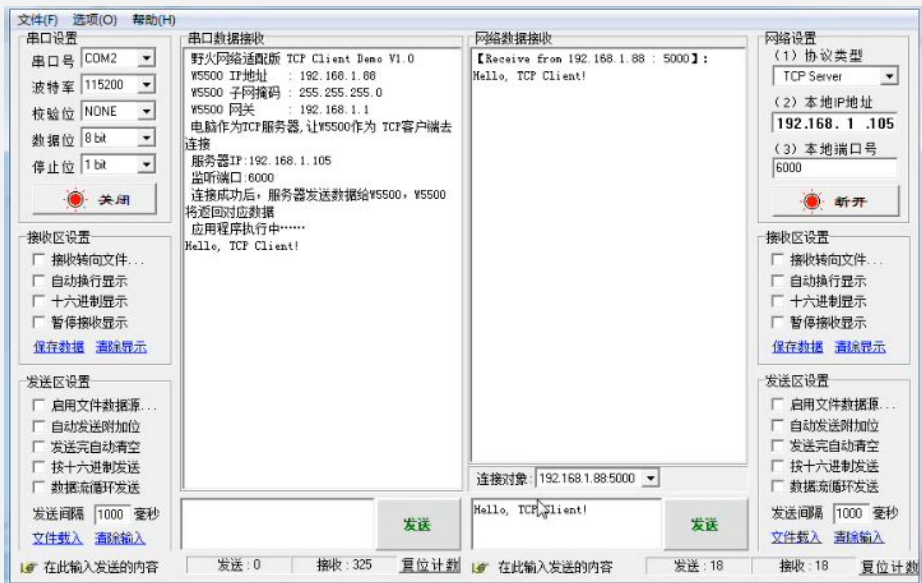 文件(F) 选项(O) 帮助(H)
串口设置
串口号 COM2
波特率 115200
校验位 NONE
数据位 8 bit
停止位 1 bit
关闭
接收区设置
接收转向文件...
自动换行显示
十六进制显示
暂停接收显示
保存数据 清除显示
发送区设置
启用文件数据源...
自动发送附加位
发送完自动清空
按十六进制发送
数据流循环发送
发送间隔 1000 毫秒
文件载入 清除输入
串口数据接收
野火网络适配版 TCP Client Demo V1.0
W5500 IP地址 : 192.168.1.88
W5500 子网掩码 : 255.255.255.0
W5500 网关 : 192.168.1.1
电脑作为TCP服务器,让W5500作为 TCP客户端去
连接
服务器IP:192.168.1.105
监听端口:6000
连接成功后，服务器发送数据给W5500，W5500
将返回对应数据
应用程序执行中……
Hello, TCP Client!
发送
网络数据接收
【Receive from 192.168.1.88 : 5000】:
Hello, TCP Client!
连接对象: 192.168.1.88:5000
Hello, TCP Client!
发送
网络设置
(1) 协议类型
TCP Server
(2) 本地IP地址
192.168. 1 .105
(3) 本地端口号
6000
断开
接收区设置
接收转向文件...
自动换行显示
十六进制显示
暂停接收显示
保存数据 清除显示
发送区设置
启用文件数据源...
自动发送附加位
发送完自动清空
按十六进制发送
数据流循环发送
发送间隔 1000 毫秒
文件载入 清除输入
在此输入发送的内容 发送 : 0 接收 : 325 复位计数
在此输入发送的内容 发送 : 18 接收 : 18 复位计数